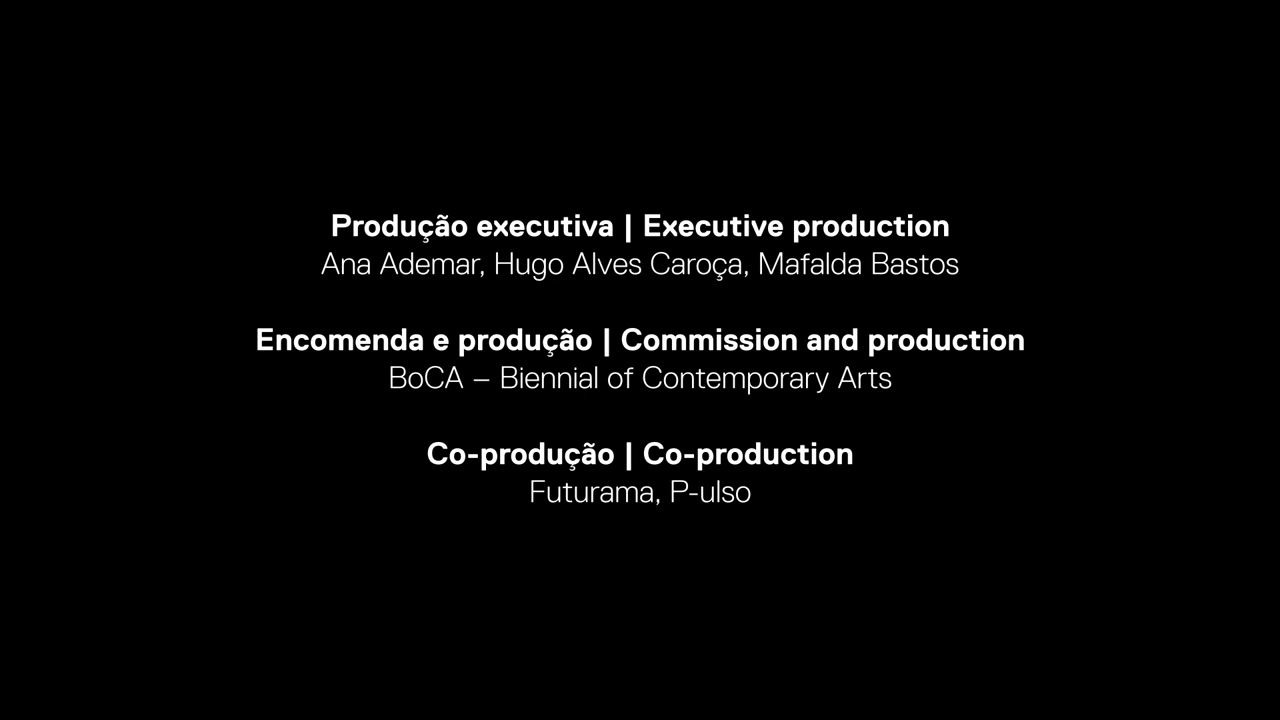 Produção executiva | Executive production
Ana Ademar, Hugo Alves Caroça, Mafalda Bastos
Encomenda e produção | Commission and production
BoCA – Biennial of Contemporary Arts
Co-produção | Co-production
Futurama, P-ulso